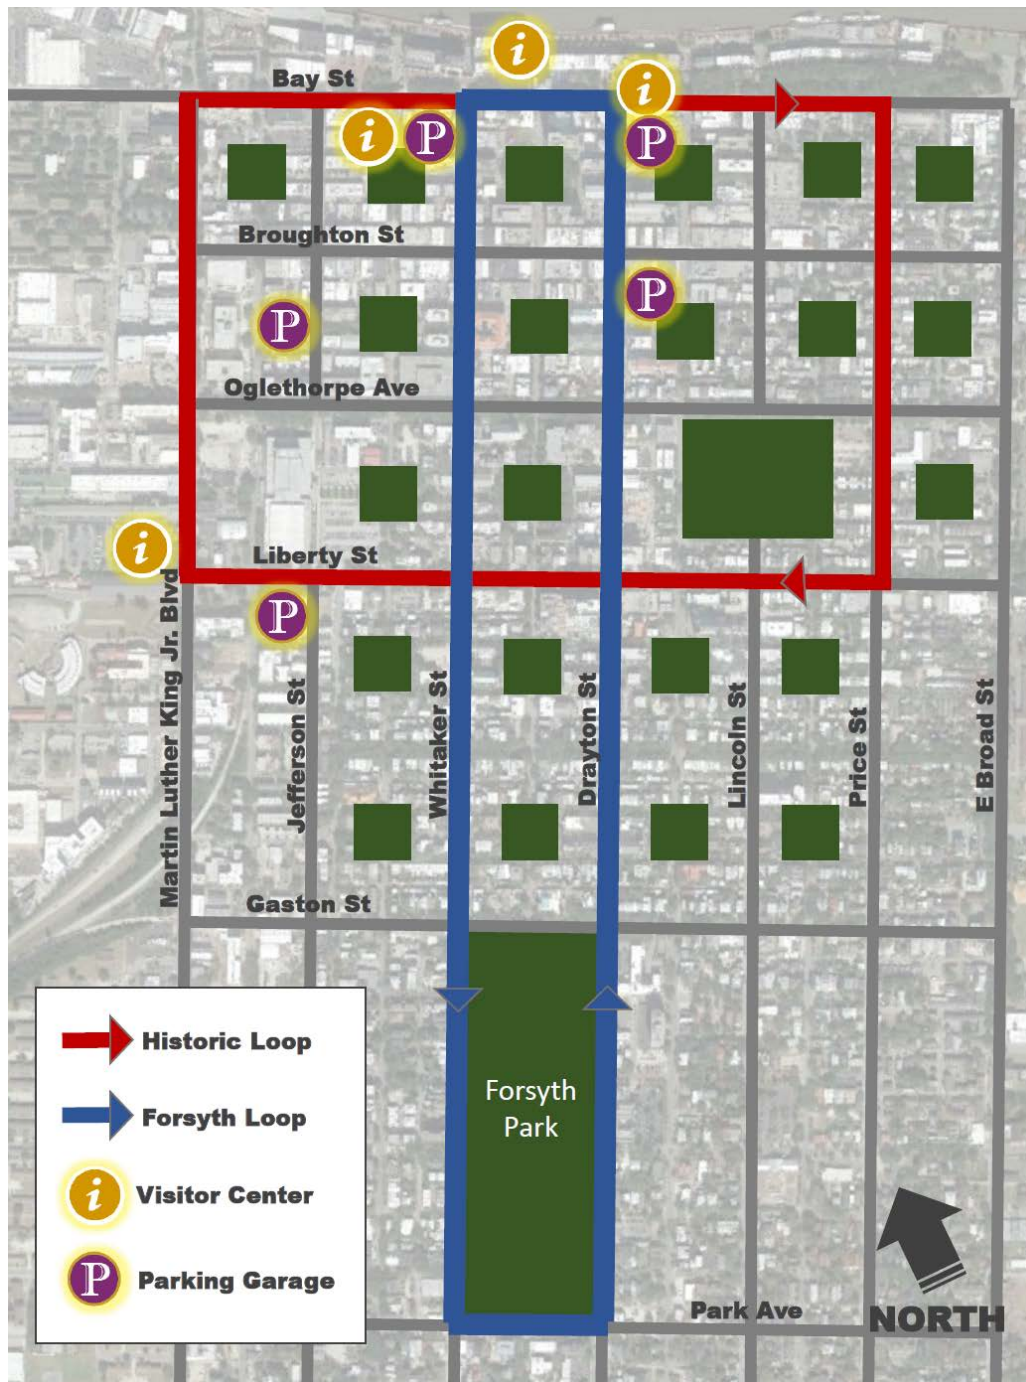 i
Bay St
i
i
P
P
Broughton St
P
P
Oglethorpe Ave
i
Liberty St
P
Martin Luther King Jr. Blvd
Jefferson St
Whitaker St
Drayton St
Lincoln St
Price St
E Broad St
Gaston St
Forsyth
Park
Historic Loop
Forsyth Loop
i Visitor Center
P Parking Garage
Park Ave
NORTH